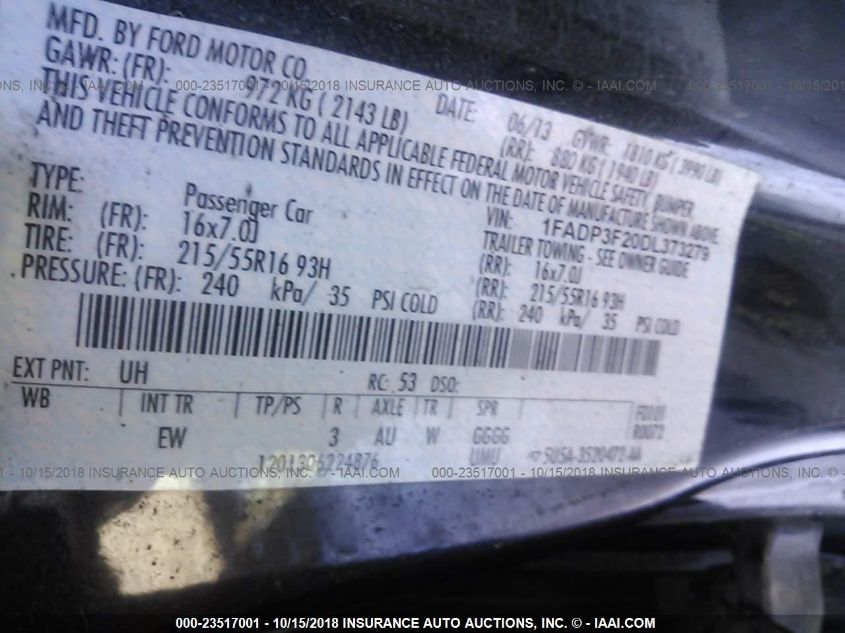 MFD. BY FORD MOTOR CO.
DATE: 06/13 GVWR: 1810 KG ( 3990 LB)
GAWR: (FR): 972 KG ( 2143 LB) (RR): 880 KG ( 1940 LB)
THIS VEHICLE CONFORMS TO ALL APPLICABLE FEDERAL MOTOR VEHICLE SAFETY, BUMPER,
AND THEFT PREVENTION STANDARDS IN EFFECT ON THE DATE OF MANUFACTURE SHOWN ABOVE.
VIN: 1FADP3F20DL373279
TYPE: Passenger Car TRAILER TOWING - SEE OWNER GUIDE
RIM: (FR): 16x7.0J (RR): 16x7.0J
TIRE: (FR): 215/55R16 93H (RR): 215/55R16 93H
PRESSURE: (FR): 240 kPa/ 35 PSI COLD (RR): 240 kPa/ 35 PSI COLD
EXT PNT: UH RC: 53 DSO:
WB INT TR TP/PS R AXLE TR SPR
EW 3 AU W GGGG
1201306224876 UMU
000-23517001 - 10/15/2018 INSURANCE AUTO AUCTIONS, INC. © - IAAI.COM